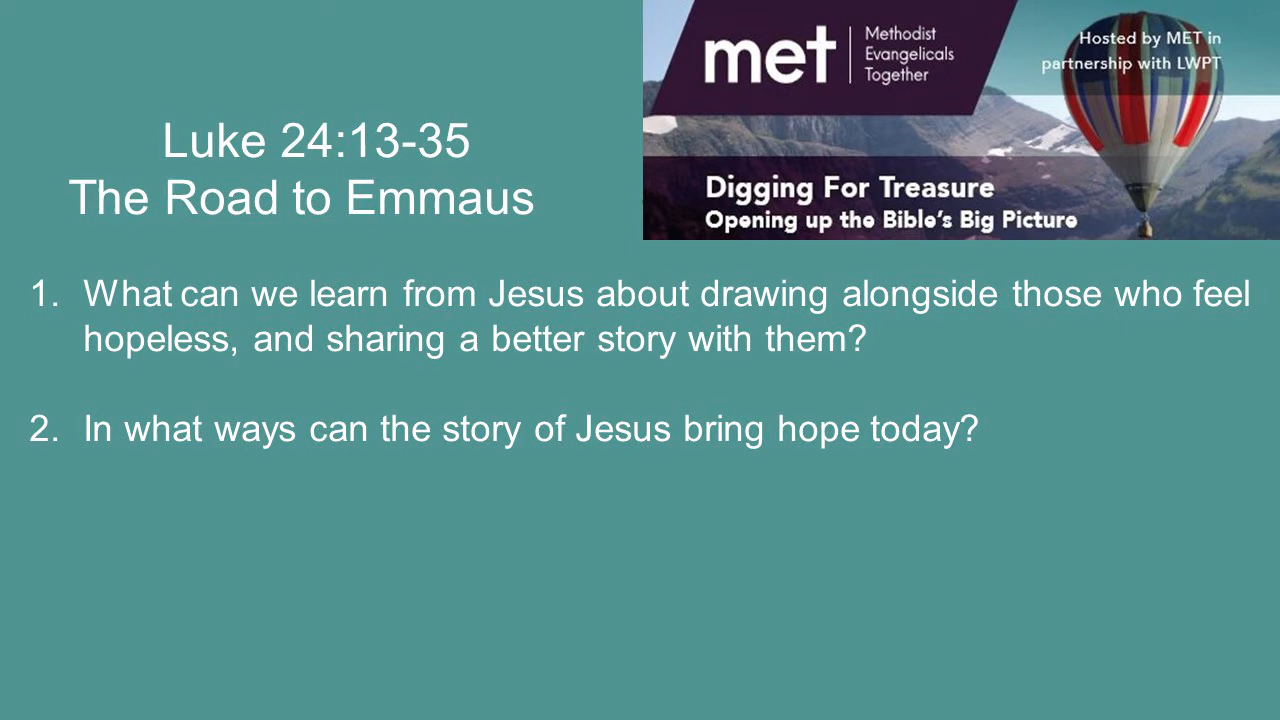 met
Methodist
Evangelicals
Together
Hosted by MET in
partnership with LWPT
Digging For Treasure
Opening up the Bible's Big Picture
Luke 24:13-35
The Road to Emmaus
1. What can we learn from Jesus about drawing alongside those who feel
hopeless, and sharing a better story with them?
2. In what ways can the story of Jesus bring hope today?